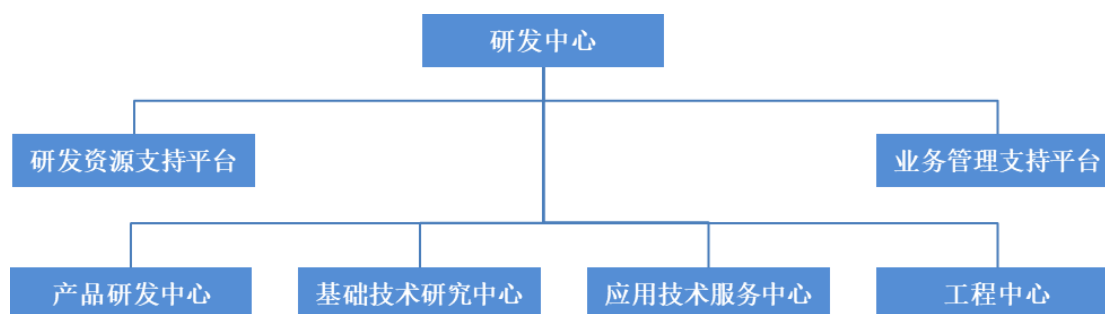 研发中心
研发资源支持平台
业务管理支持平台
产品研发中心
基础技术研究中心
应用技术服务中心
工程中心